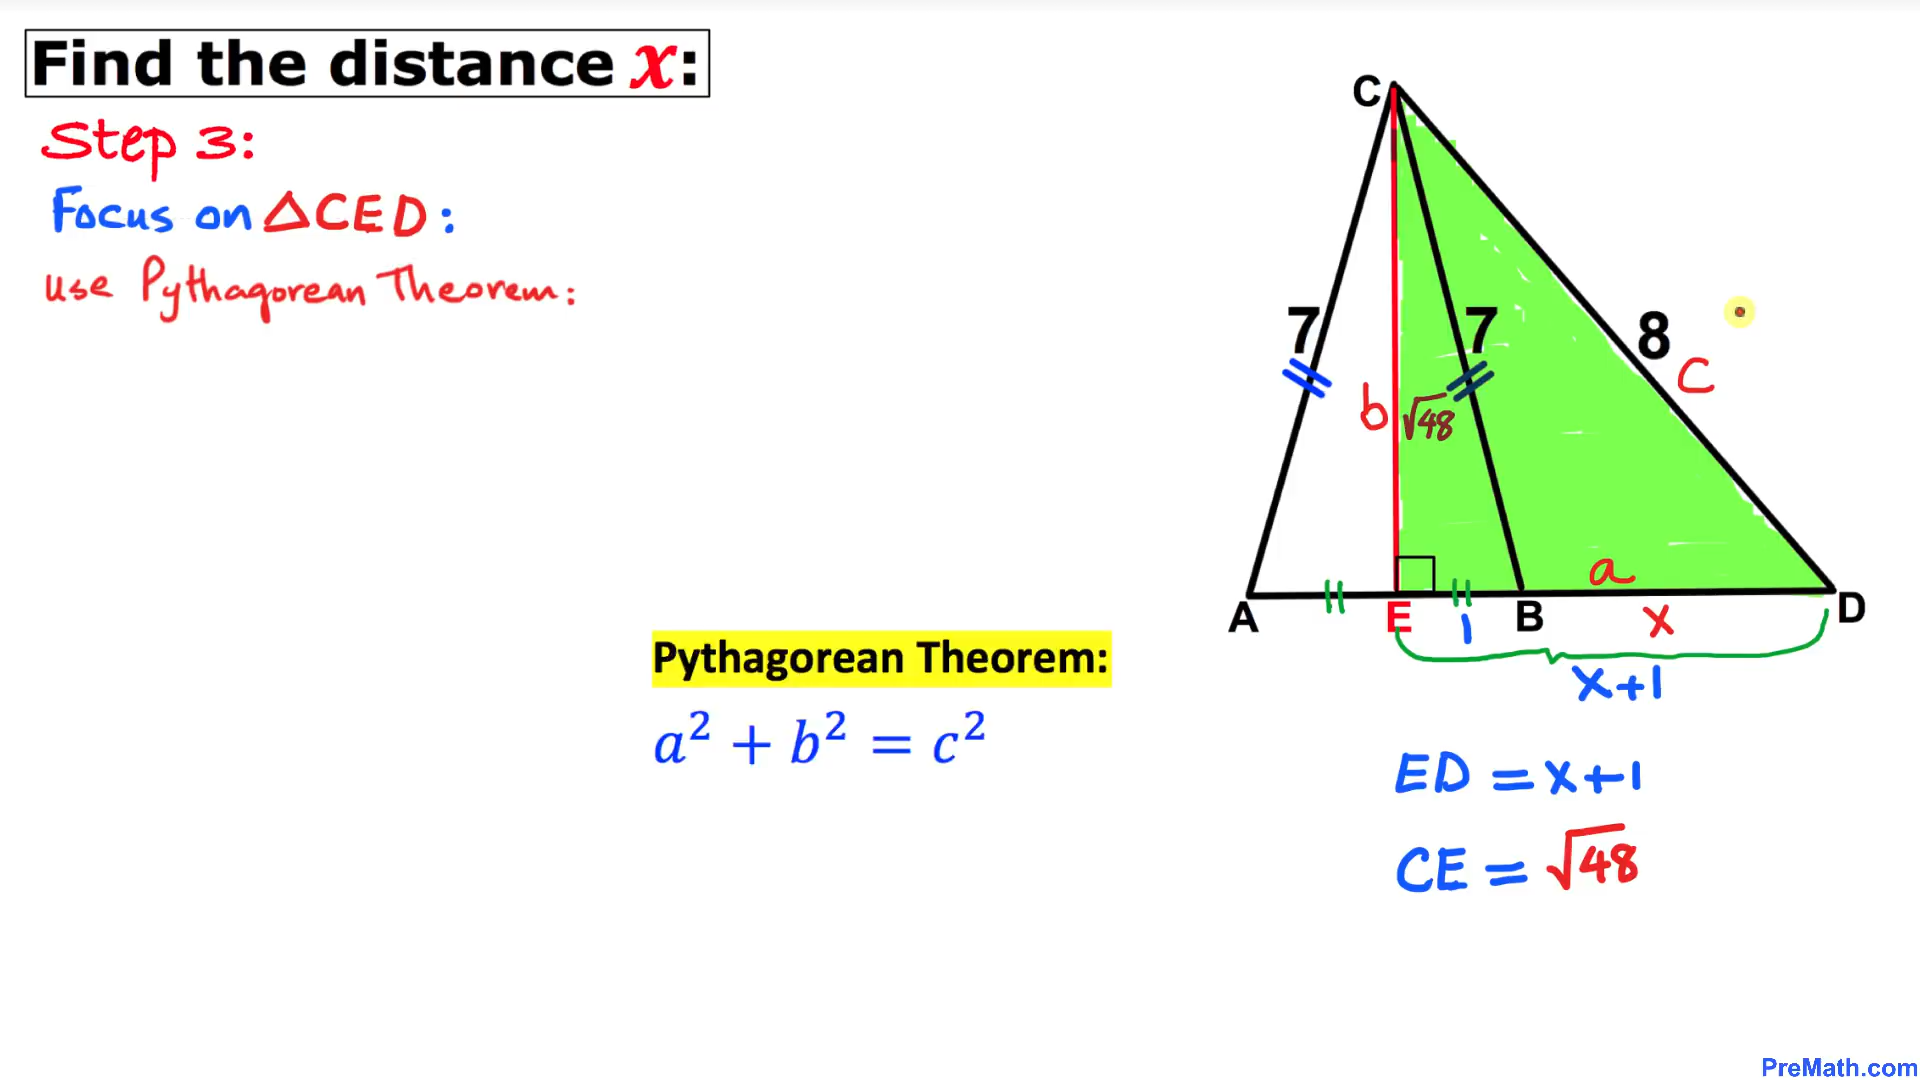 Find the distance x:
Step 3:
Focus on △CED:
use Pythagorean Theorem:
C
7
7
8
C
b
√48
a
A
E
1
B
x
D
x+1
Pythagorean Theorem:
a² + b² = c²
ED = x+1
CE = √48
PreMath.com